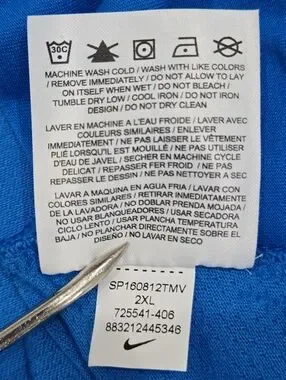 30C
MACHINE WASH COLD / WASH WITH LIKE COLORS
/ REMOVE IMMEDIATELY / DO NOT ALLOW TO LAY
ON ITSELF WHEN WET / DO NOT BLEACH /
TUMBLE DRY LOW / COOL IRON / DO NOT IRON
DESIGN / DO NOT DRY CLEAN
LAVER EN MACHINE A L'EAU FROIDE / LAVER AVEC
COULEURS SIMILAIRES / ENLEVER
IMMEDIATEMENT / NE PAS LAISSER LE VÊTEMENT
PLIÉ LORSQU'IL EST MOUILLÉ / NE PAS UTILISER
D'EAU DE JAVEL / SECHER EN MACHINE CYCLE
DELICAT / REPASSER FER FROID / NE PAS
REPASSER LE DESSIN / NE PAS NETTOYER A SEC
LAVAR A MAQUINA EN AGUA FRIA / LAVAR CON
COLORES SIMILARES / RETIRAR INMEDIATAMENTE
DE LA LAVADORA / NO DOBLAR PRENDA MOJADA /
NO USAR BLANQUEADORES / USAR SECADORA
CICLO LENTO / USAR PLANCHA TEMPERATURA
BAJA / NO PLANCHAR DIRECTAMENTE SOBRE EL
DISEÑO / NO LAVAR EN SECO
SP160812TMV
2XL
725541-406
883212445346